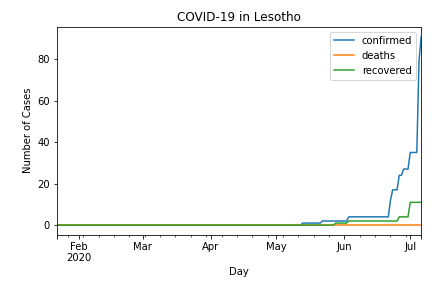 COVID-19 in Lesotho
confirmed
deaths
recovered
Number of Cases
80
60
40
20
0
Feb Mar Apr May Jun Jul
2020
Day